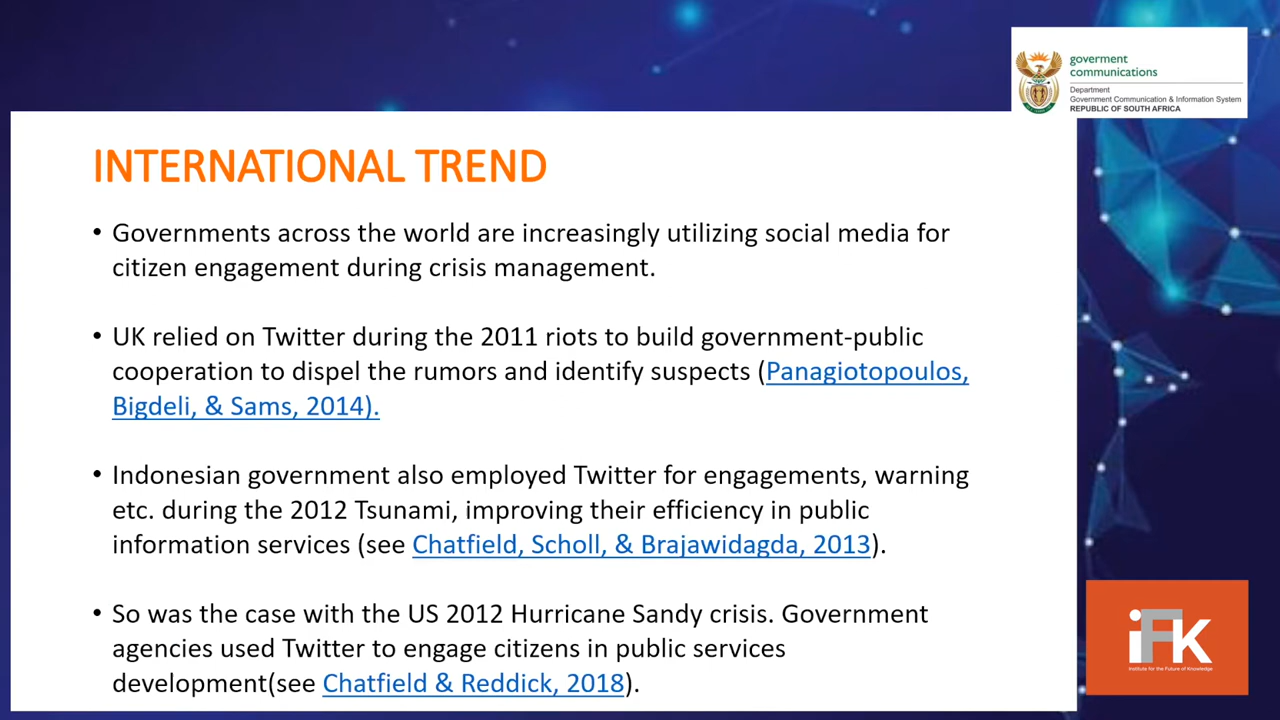 goverment
communications
Department
Government Communication & Information System
REPUBLIC OF SOUTH AFRICA
INTERNATIONAL TREND
• Governments across the world are increasingly utilizing social media for
citizen engagement during crisis management.
• UK relied on Twitter during the 2011 riots to build government-public
cooperation to dispel the rumors and identify suspects (Panagiotopoulos,
Bigdeli, & Sams, 2014).
• Indonesian government also employed Twitter for engagements, warning
etc. during the 2012 Tsunami, improving their efficiency in public
information services (see Chatfield, Scholl, & Brajawidagda, 2013).
• So was the case with the US 2012 Hurricane Sandy crisis. Government
agencies used Twitter to engage citizens in public services
development(see Chatfield & Reddick, 2018).
iFK
Institute for the Future of Knowledge